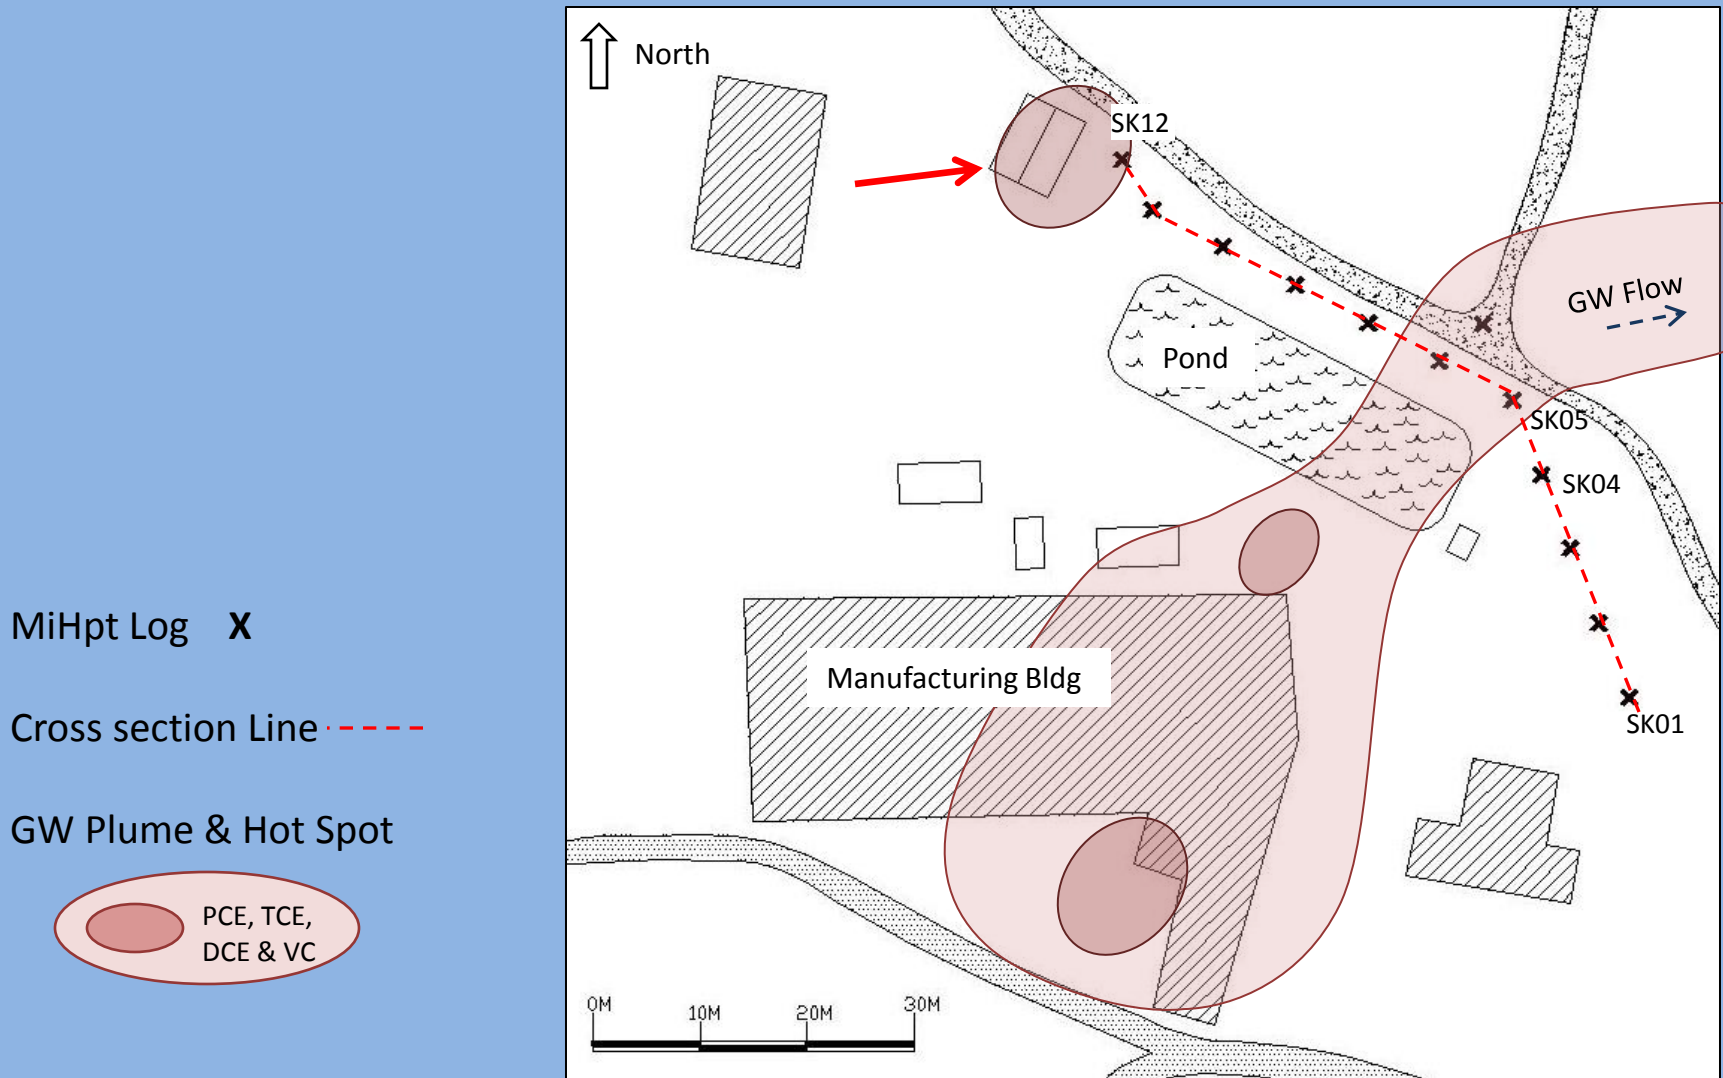 North
SK12
GW Flow
Pond
SK05
SK04
MiHpt Log X
Manufacturing Bldg
Cross section Line
SK01
GW Plume & Hot Spot
PCE, TCE,
DCE & VC
0M 10M 20M 30M